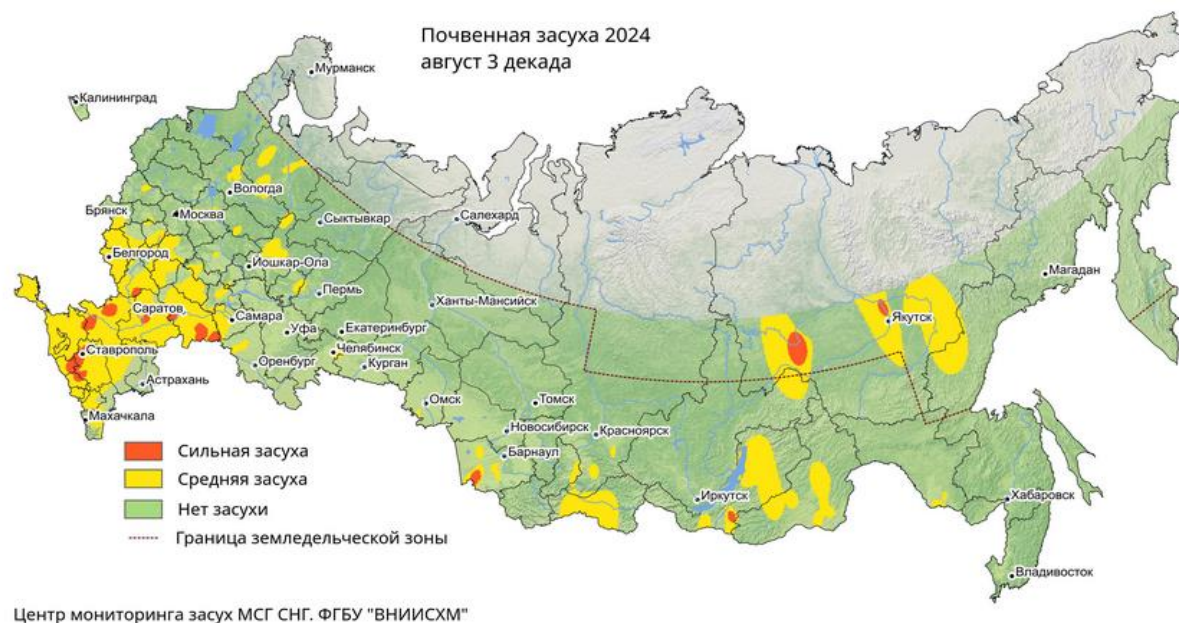 Почвенная засуха 2024
август 3 декада
Мурманск
Калининград
Вологда
Москва
Брянск
Сыктывкар
Салехард
Белгород
Йошкар-Ола
Магадан
Пермь
Ханты-Мансийск
Саратов
Самара
Якутск
Уфа
Екатеринбург
Ставрополь
Челябинск
Оренбург
Курган
Астрахань
Махачкала
Омск
Томск
Новосибирск
Красноярск
Барнаул
Иркутск
Хабаровск
Владивосток
Сильная засуха
Средняя засуха
Нет засухи
Граница земледельческой зоны
Центр мониторинга засух МСГ СНГ. ФГБУ "ВНИИСХМ"